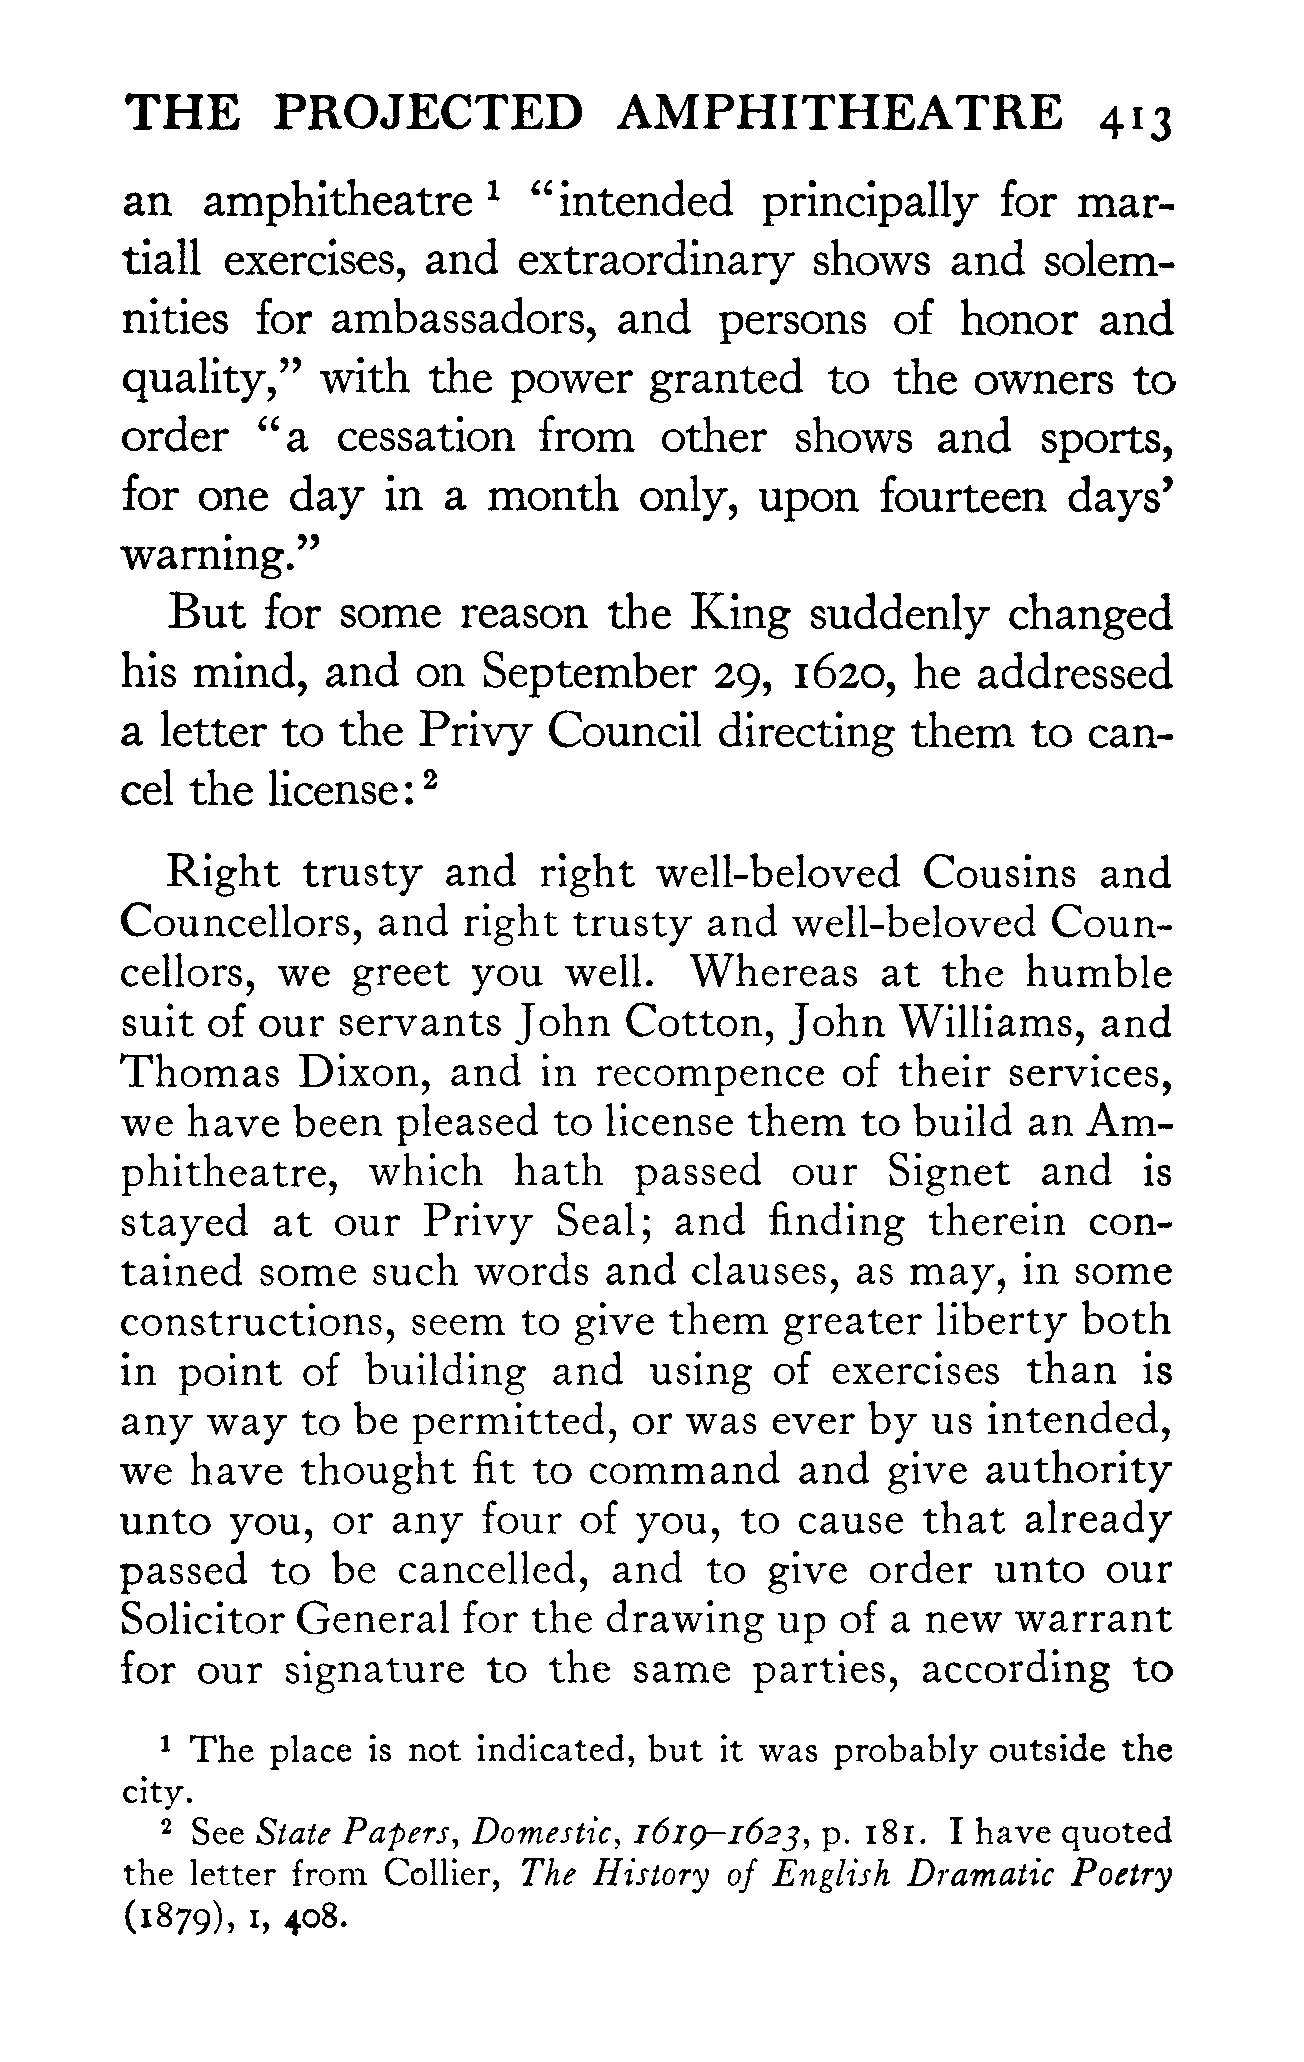 THE PROJECTED AMPHITHEATRE 413
an amphitheatre ¹ “intended principally for mar-
tiall exercises, and extraordinary shows and solem-
nities for ambassadors, and persons of honor and
quality,” with the power granted to the owners to
order “a cessation from other shows and sports,
for one day in a month only, upon fourteen days’
warning.”
But for some reason the King suddenly changed
his mind, and on September 29, 1620, he addressed
a letter to the Privy Council directing them to can-
cel the license: ²
Right trusty and right well-beloved Cousins and
Councellors, and right trusty and well-beloved Coun-
cellors, we greet you well. Whereas at the humble
suit of our servants John Cotton, John Williams, and
Thomas Dixon, and in recompence of their services,
we have been pleased to license them to build an Am-
phitheatre, which hath passed our Signet and is
stayed at our Privy Seal; and finding therein con-
tained some such words and clauses, as may, in some
constructions, seem to give them greater liberty both
in point of building and using of exercises than is
any way to be permitted, or was ever by us intended,
we have thought fit to command and give authority
unto you, or any four of you, to cause that already
passed to be cancelled, and to give order unto our
Solicitor General for the drawing up of a new warrant
for our signature to the same parties, according to
¹ The place is not indicated, but it was probably outside the
city.
² See State Papers, Domestic, 1619–1623, p. 181. I have quoted
the letter from Collier, The History of English Dramatic Poetry
(1879), I, 408.